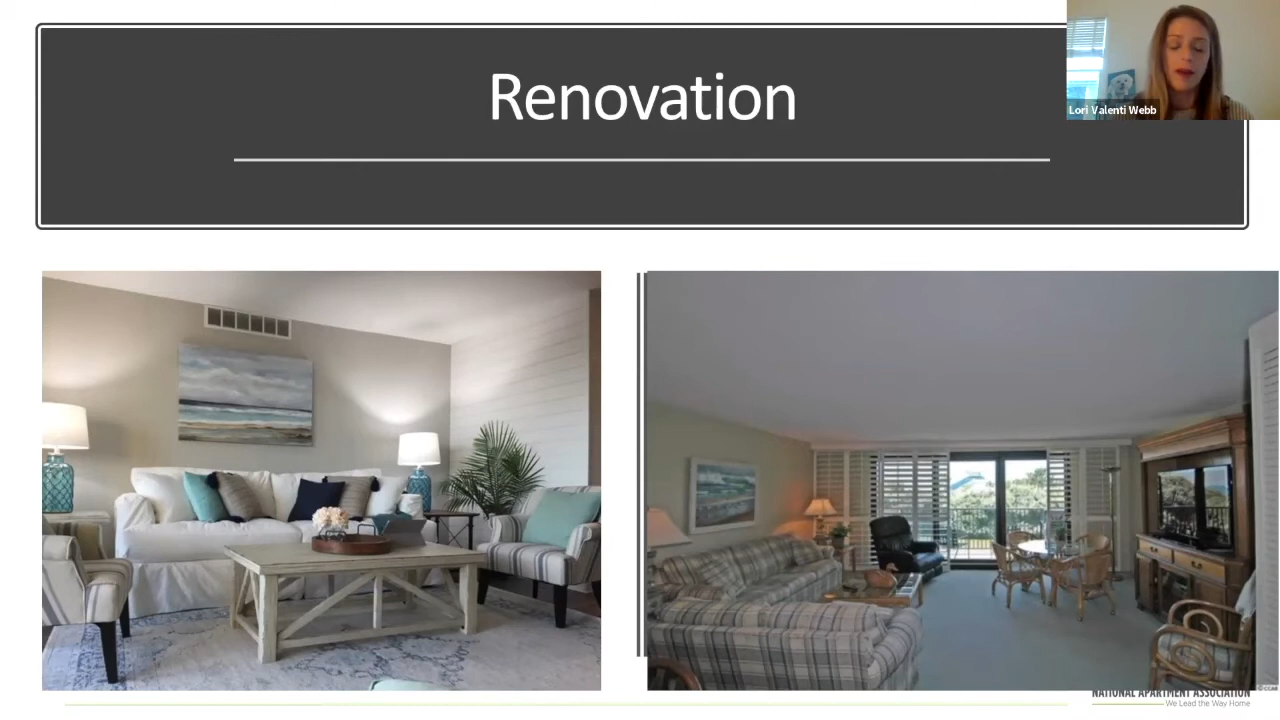 Renovation
Lori Valenti Webb
NATIONAL APARTMENT ASSOCIATION
We Lead the Way Home